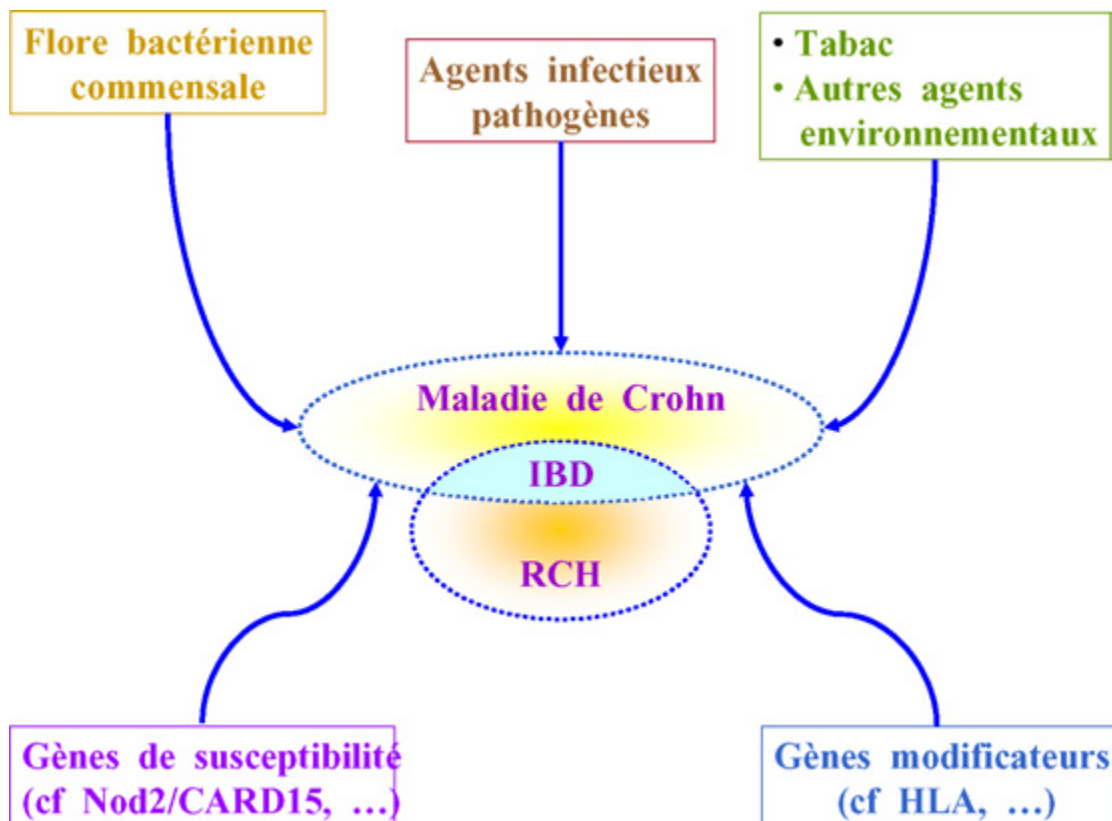 Flore bactérienne
commensale
Agents infectieux
pathogènes
• Tabac
• Autres agents
environnementaux
Maladie de Crohn
IBD
RCH
Gènes de susceptibilité
(cf Nod2/CARD15, …)
Gènes modificateurs
(cf HLA, …)